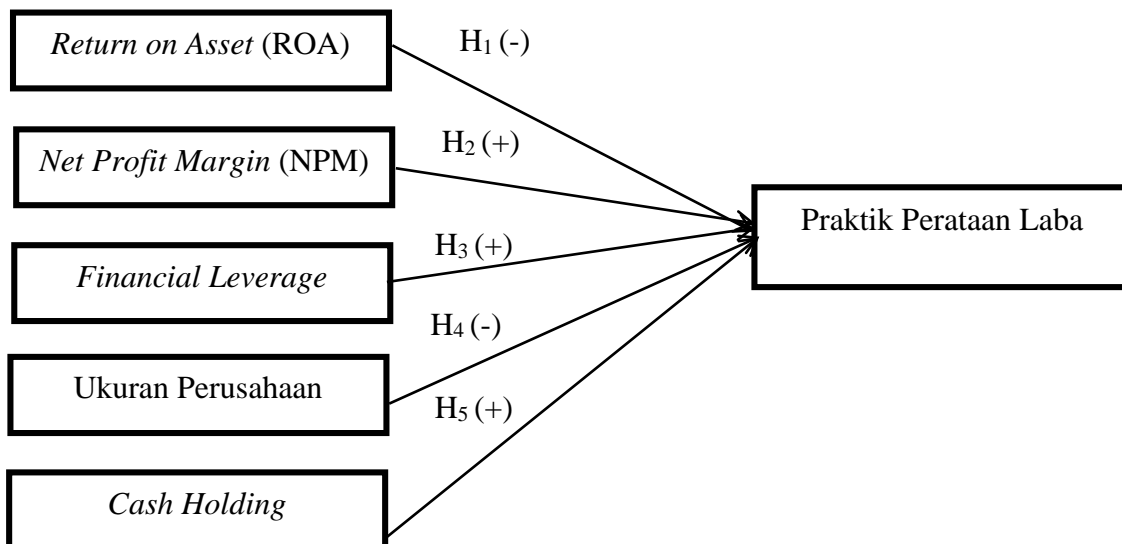 Return on Asset (ROA)
H₁ (-)
Net Profit Margin (NPM)
H₂ (+)
Praktik Perataan Laba
Financial Leverage
H₃ (+)
Ukuran Perusahaan
H₄ (-)
Cash Holding
H₅ (+)